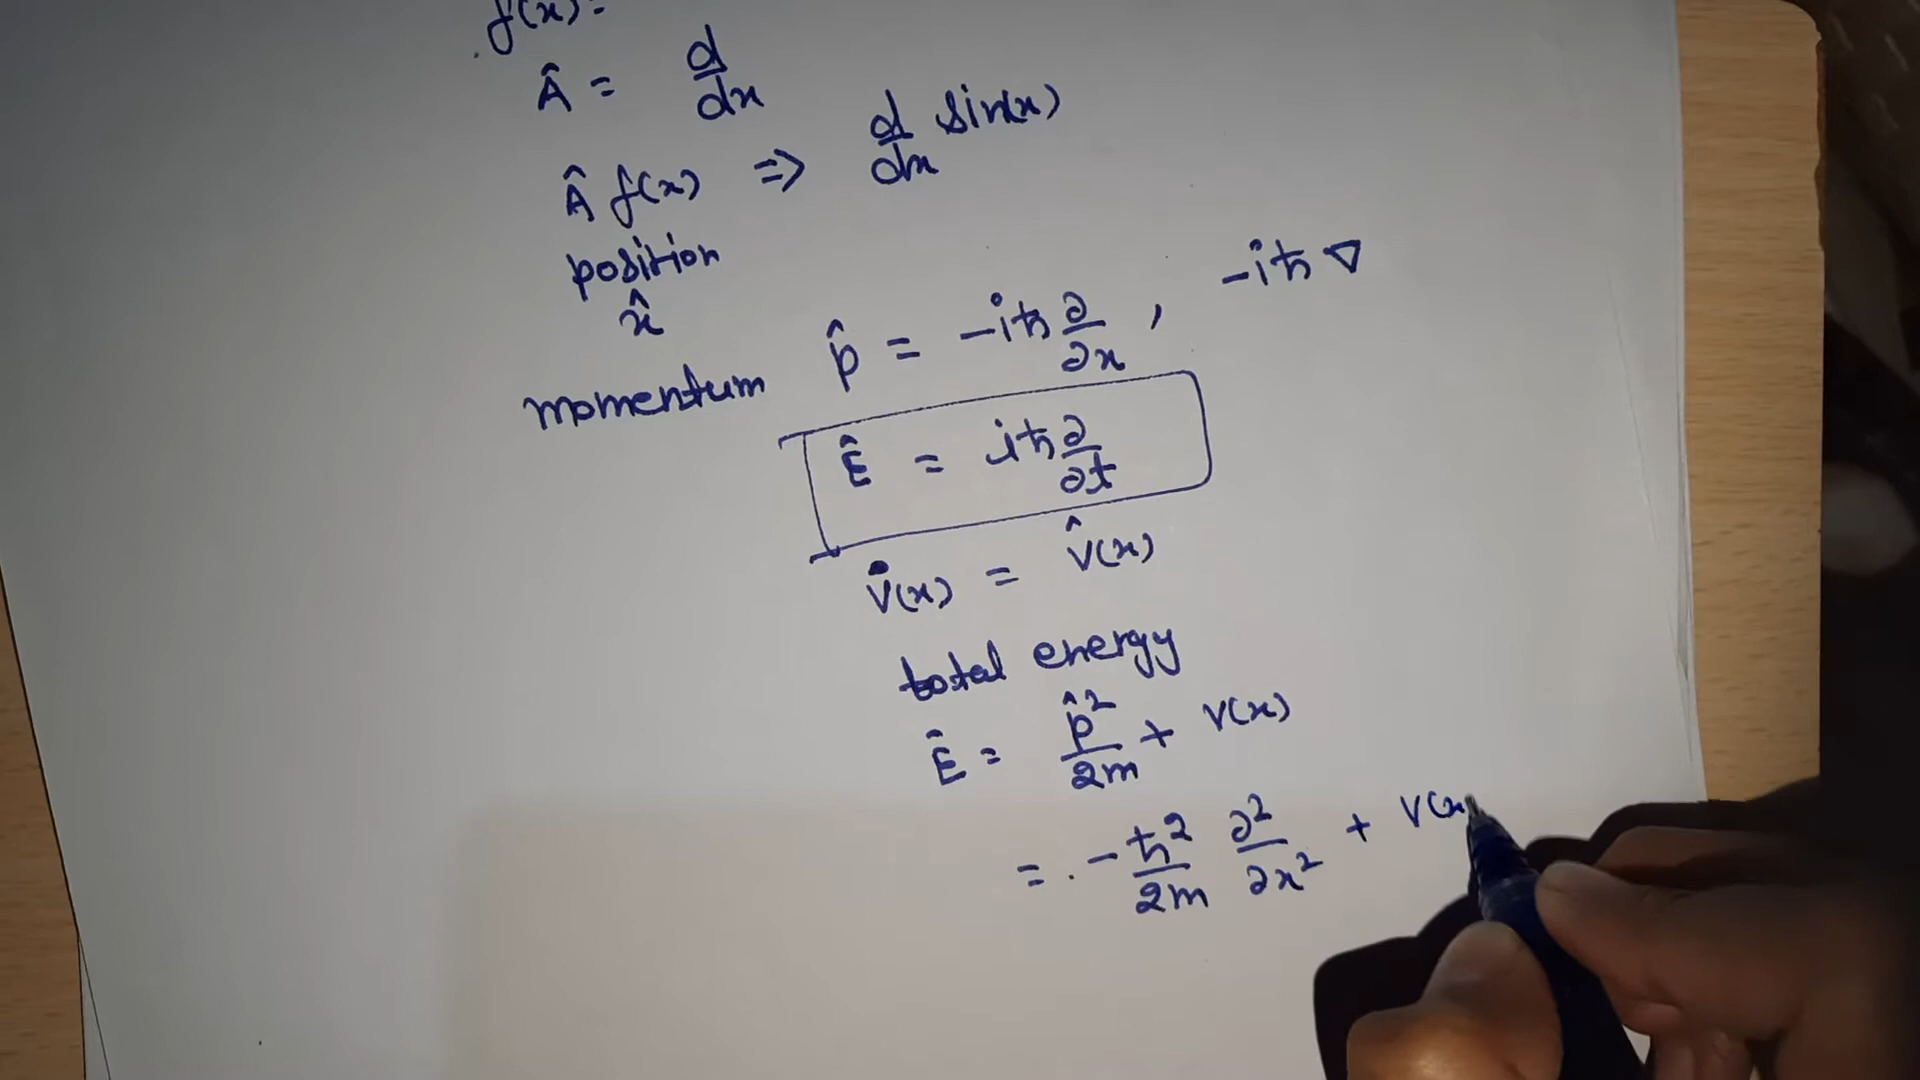 f(x) =
Â = d/dx
Â f(x) => d/dx sin(x)
position
x̂
momentum p̂ = -iħ ∂/∂x , -iħ ∇
Ê = iħ ∂/∂t
V(x) = V̂(x)
total energy
Ê = p̂²/2m + V(x)
= . -ħ²/2m ∂²/∂x² + V(x